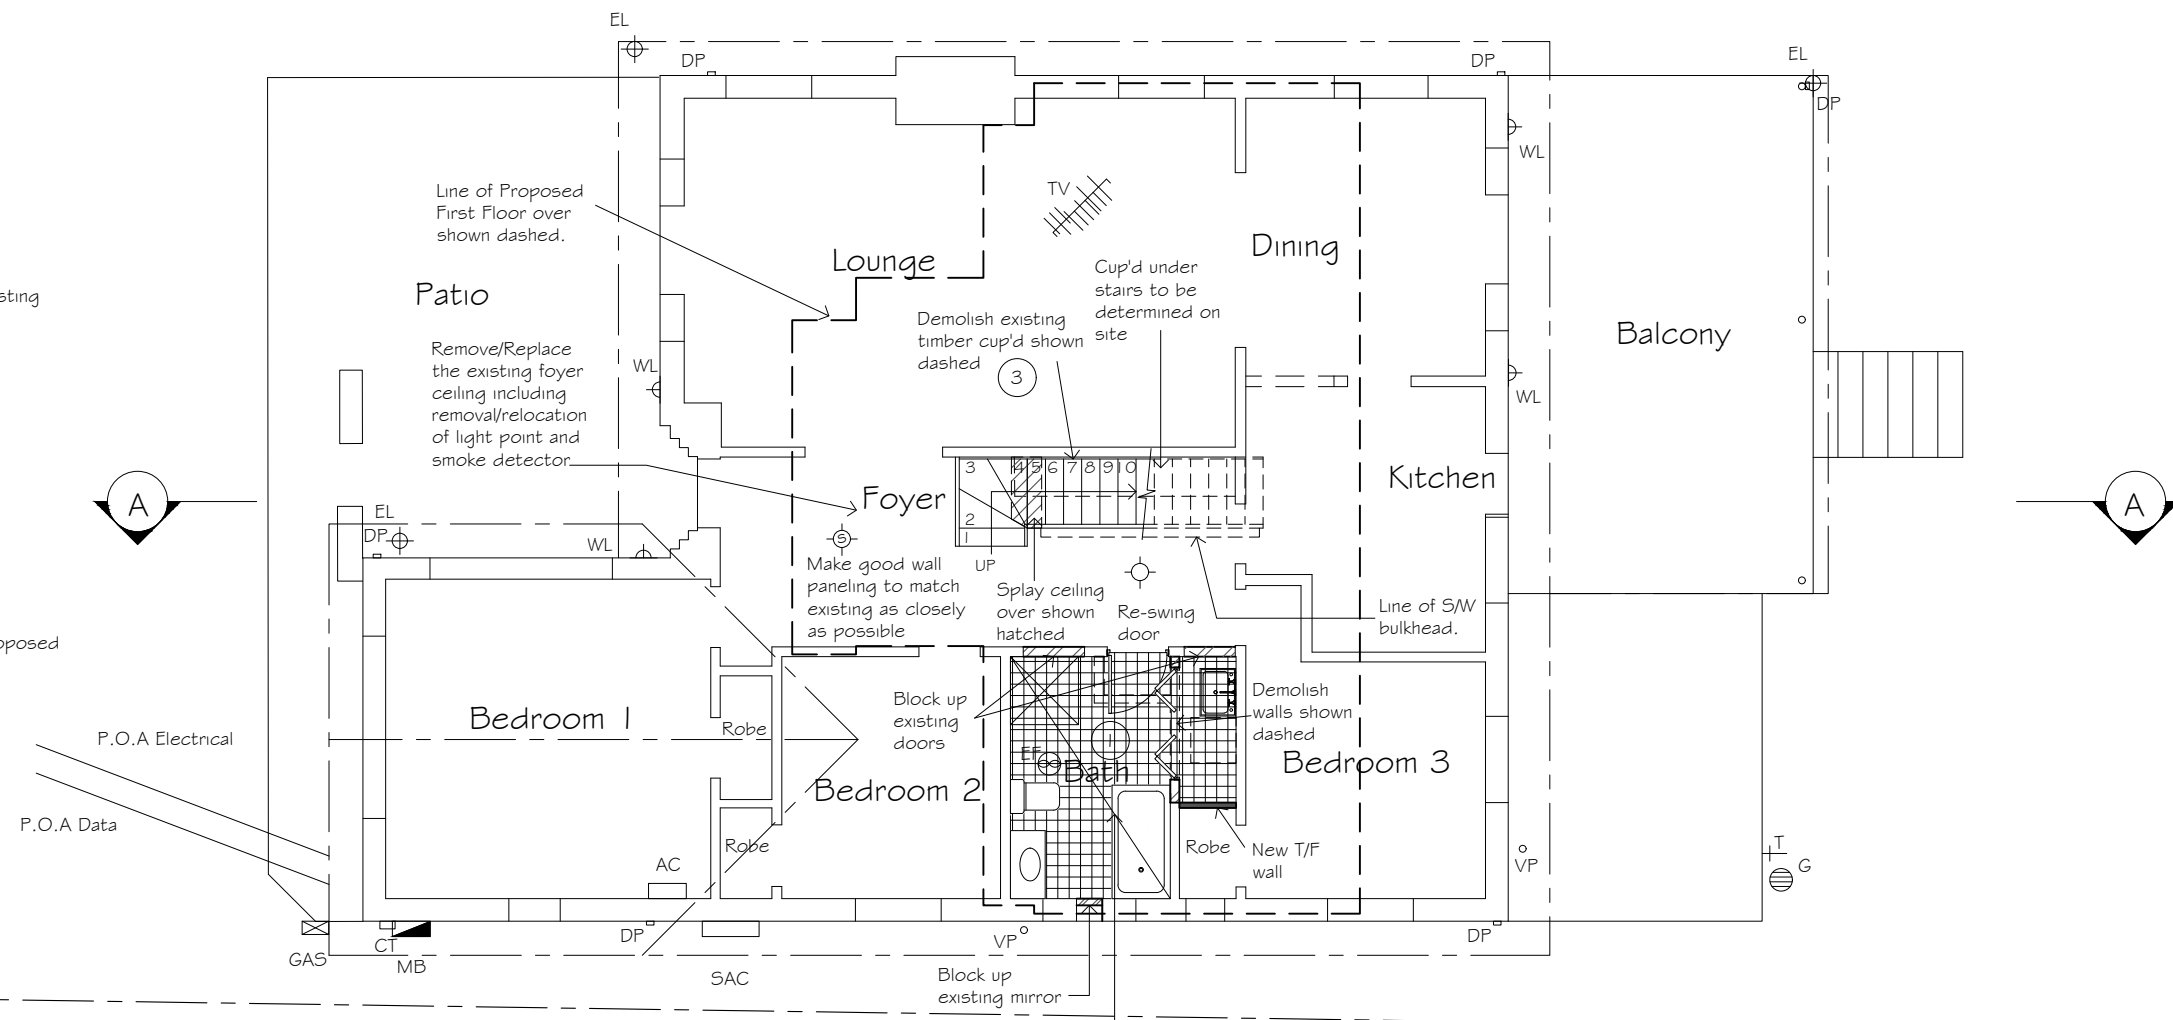 EL
DP
DP
EL
DP
WL
Line of Proposed
First Floor over
shown dashed.
TV
Lounge
Dining
Cup'd under
stairs to be
determined on
site
Patio
sting
Demolish existing
timber cup'd shown
dashed
3
Balcony
Remove/Replace
the existing foyer
ceiling including
removal/relocation
of light point and
smoke detector
WL
WL
3 4 5 6 7 8 9 10
2
1
UP
Foyer
Kitchen
A
A
EL
DP
WL
S
Make good wall
paneling to match
existing as closely
as possible
Splay ceiling
over shown
hatched
Re-swing
door
Line of S/W
bulkhead.
oposed
Block up
existing
doors
Demolish
walls shown
dashed
Bedroom 1
Robe
P.O.A Electrical
1
EF
Bath
Bedroom 2
Bedroom 3
P.O.A Data
Robe
AC
Robe
New T/F
wall
VP
T
G
GAS
CT
MB
DP
SAC
VP
DP
Block up
existing mirror